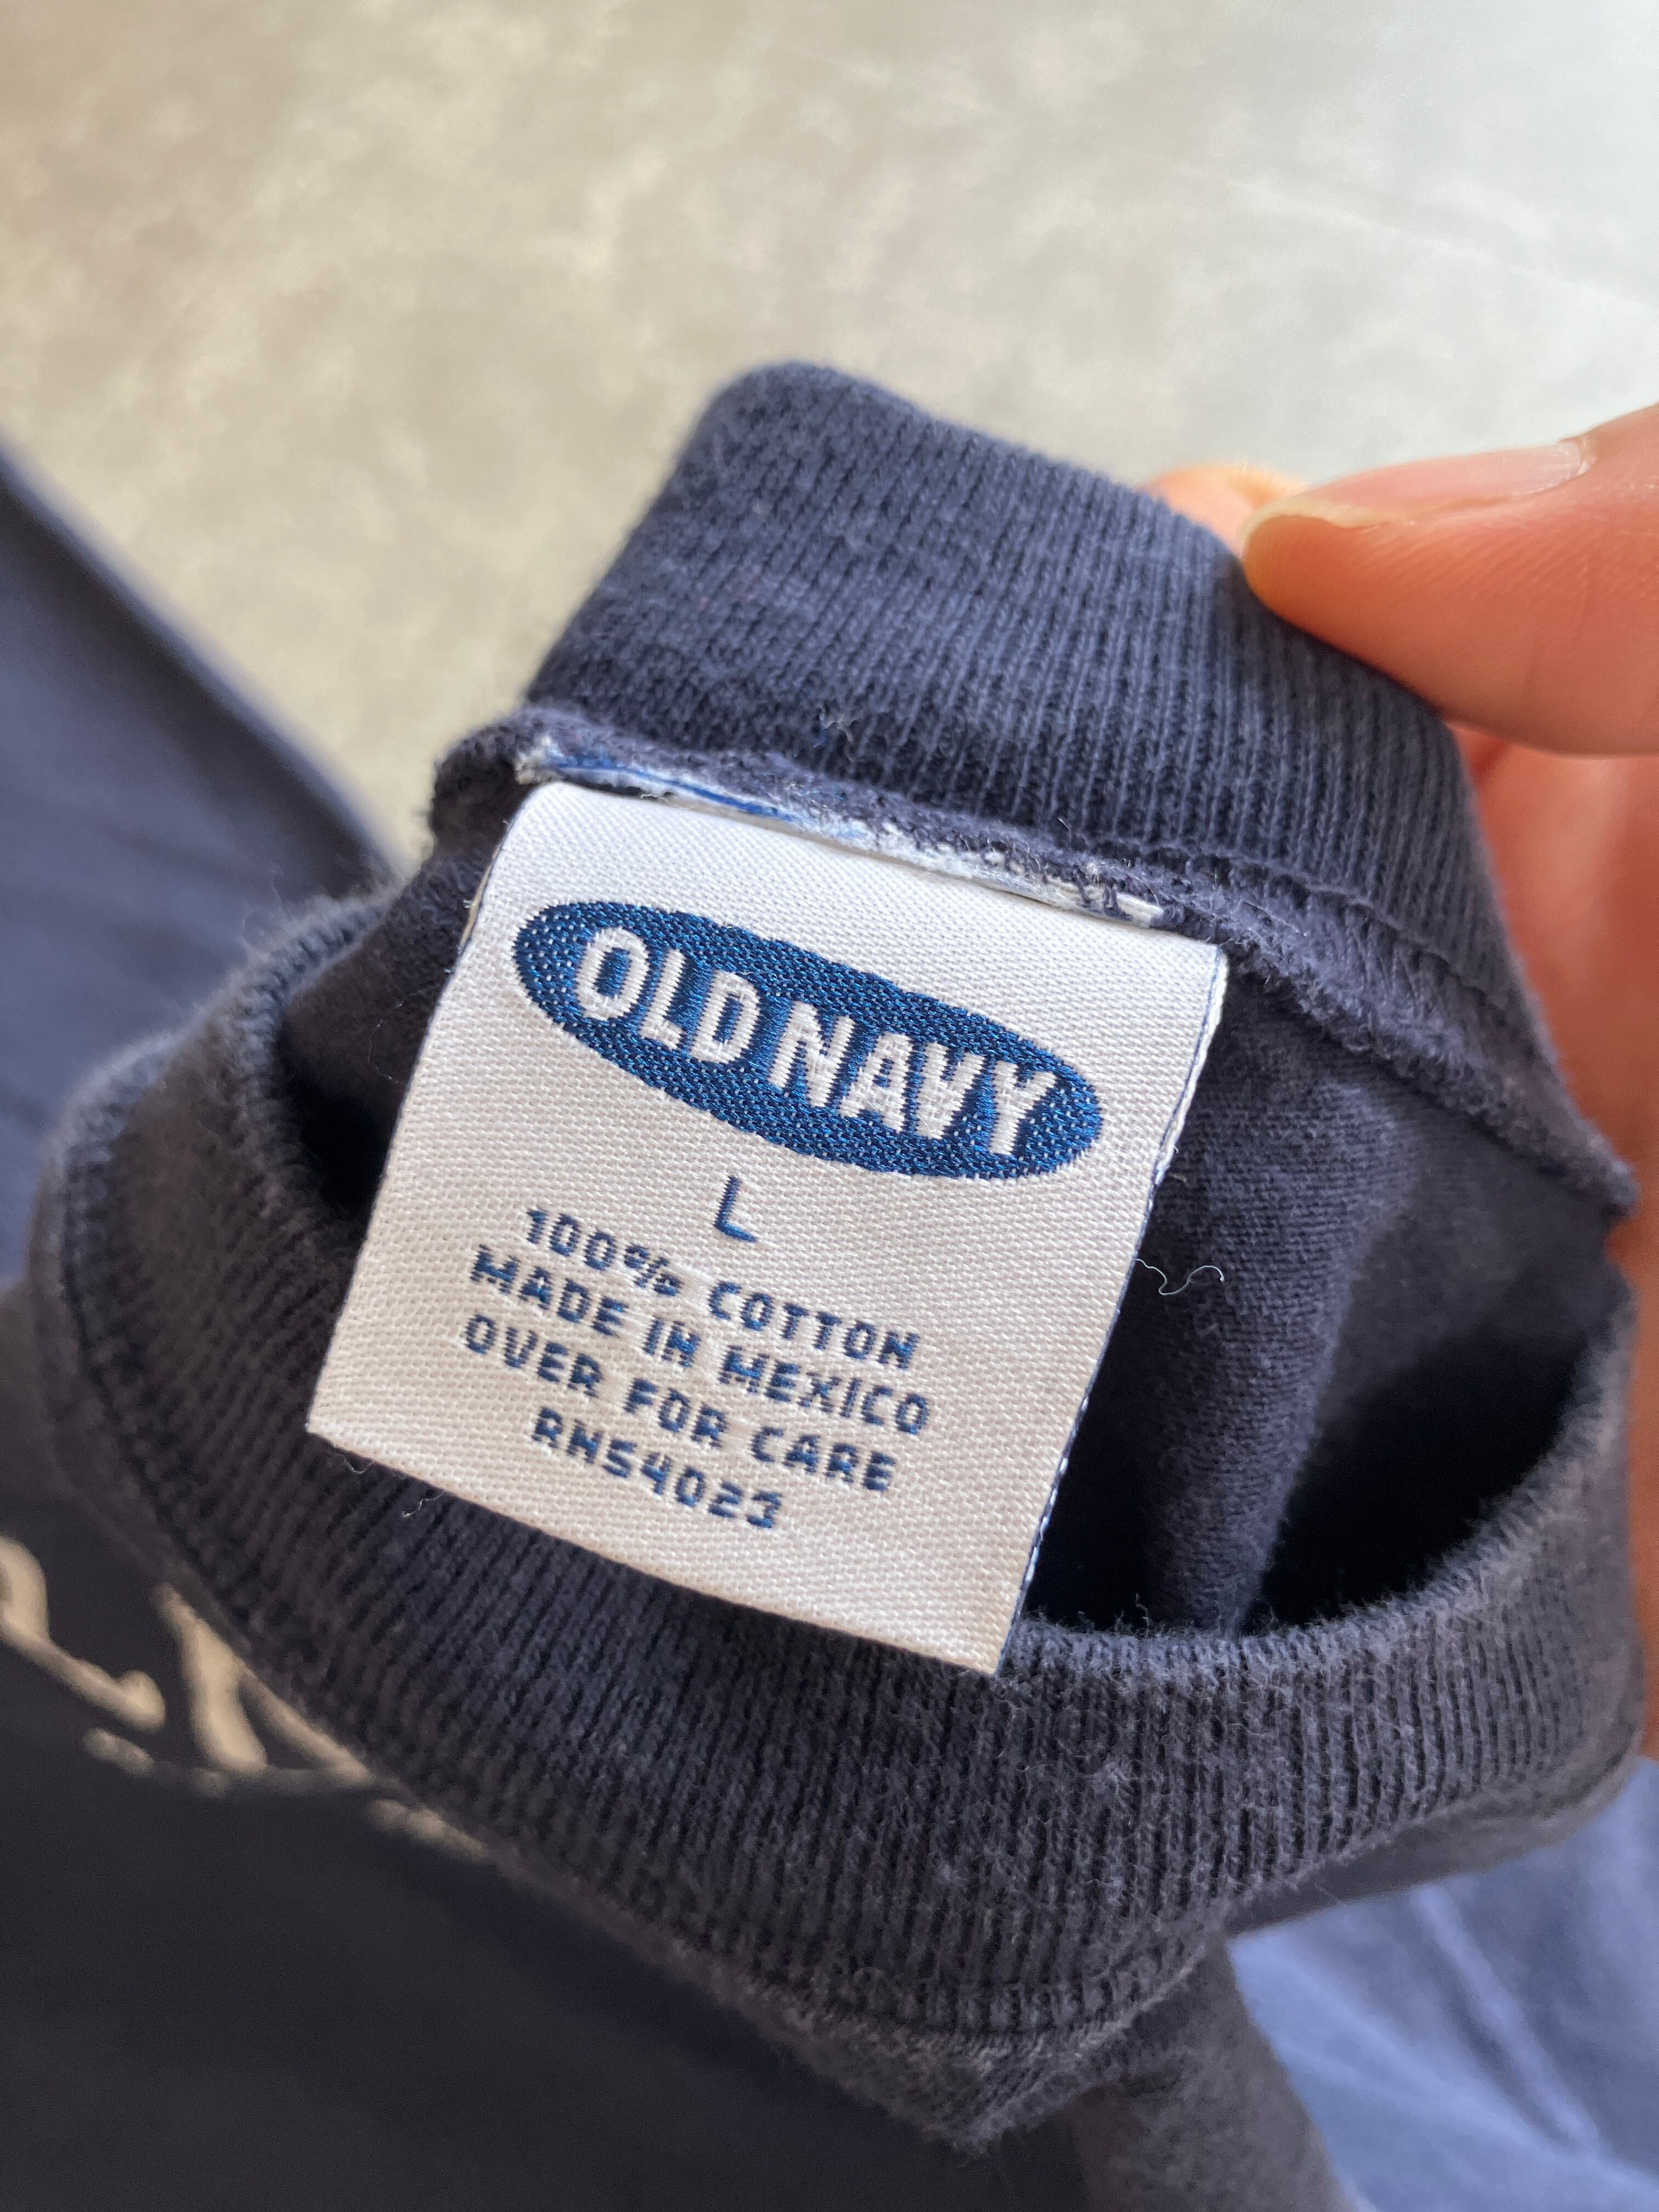 OLD NAVY
L
100% COTTON
MADE IN MEXICO
OVER FOR CARE
RN54023